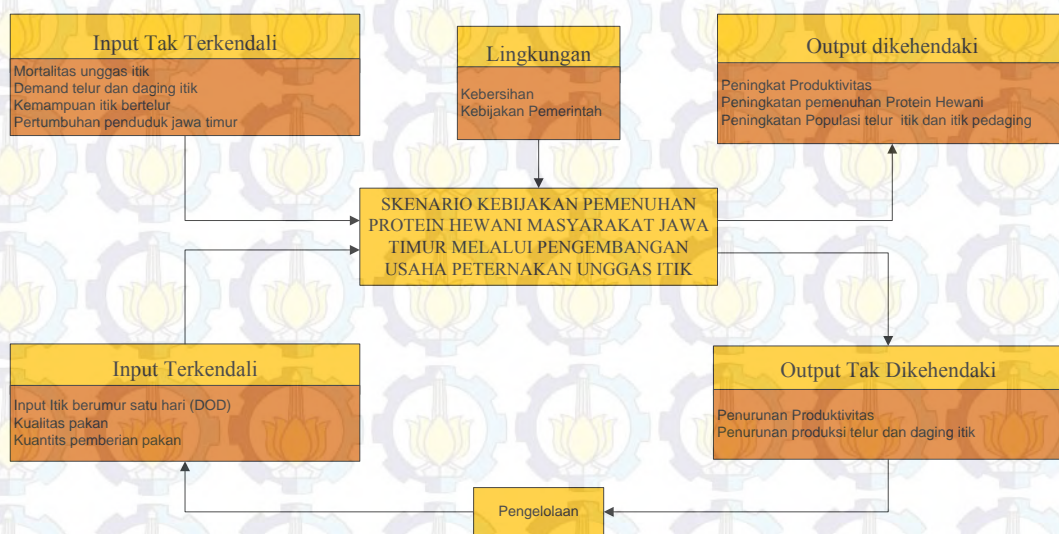 Input Tak Terkendali
Mortalitas unggas itik
Demand telur dan daging itik
Kemampuan itik bertelur
Pertumbuhan penduduk jawa timur
Lingkungan
Kebersihan
Kebijakan Pemerintah
Output dikehendaki
Peningkat Produktivitas
Peningkatan pemenuhan Protein Hewani
Peningkatan Populasi telur itik dan itik pedaging
SKENARIO KEBIJAKAN PEMENUHAN
PROTEIN HEWANI MASYARAKAT JAWA
TIMUR MELALUI PENGEMBANGAN
USAHA PETERNAKAN UNGGAS ITIK
Input Terkendali
Input Itik berumur satu hari (DOD)
Kualitas pakan
Kuantits pemberian pakan
Output Tak Dikehendaki
Penurunan Produktivitas
Penurunan produksi telur dan daging itik
Pengelolaan